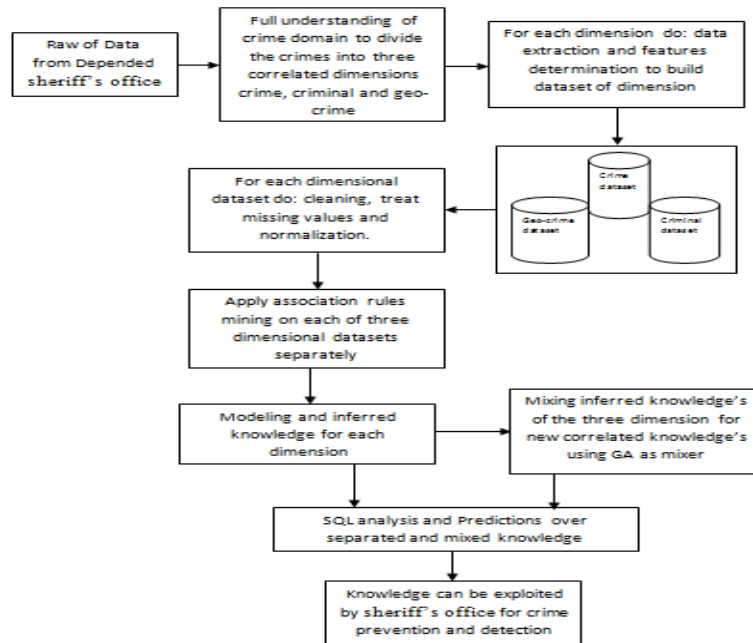 Raw of Data
from Depended
sheriff's office
Full understanding of
crime domain to divide
the crimes into three
correlated dimensions
crime, criminal and geo-
crime
For each dimension do: data
extraction and features
determination to build
dataset of dimension
Crime
dataset
Geo-crime
dataset
Criminal
dataset
For each dimensional
dataset do: cleaning, treat
missing values and
normalization.
Apply association rules
mining on each of three
dimensional datasets
separately
Modeling and inferred
knowledge for each
dimension
Mixing inferred knowledge's
of the three dimension for
new correlated knowledge's
using GA as mixer
SQL analysis and Predictions over
separated and mixed knowledge
Knowledge can be exploited
by sheriff's office for crime
prevention and detection